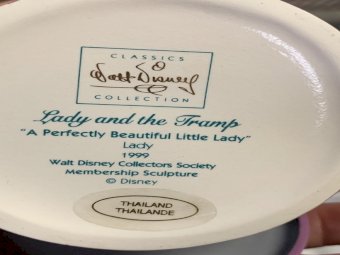 CLASSICS
Walt Disney
COLLECTION
Lady and the Tramp
"A Perfectly Beautiful Little Lady"
Lady
1999
Walt Disney Collectors Society
Membership Sculpture
© Disney
THAILAND
THAILANDE